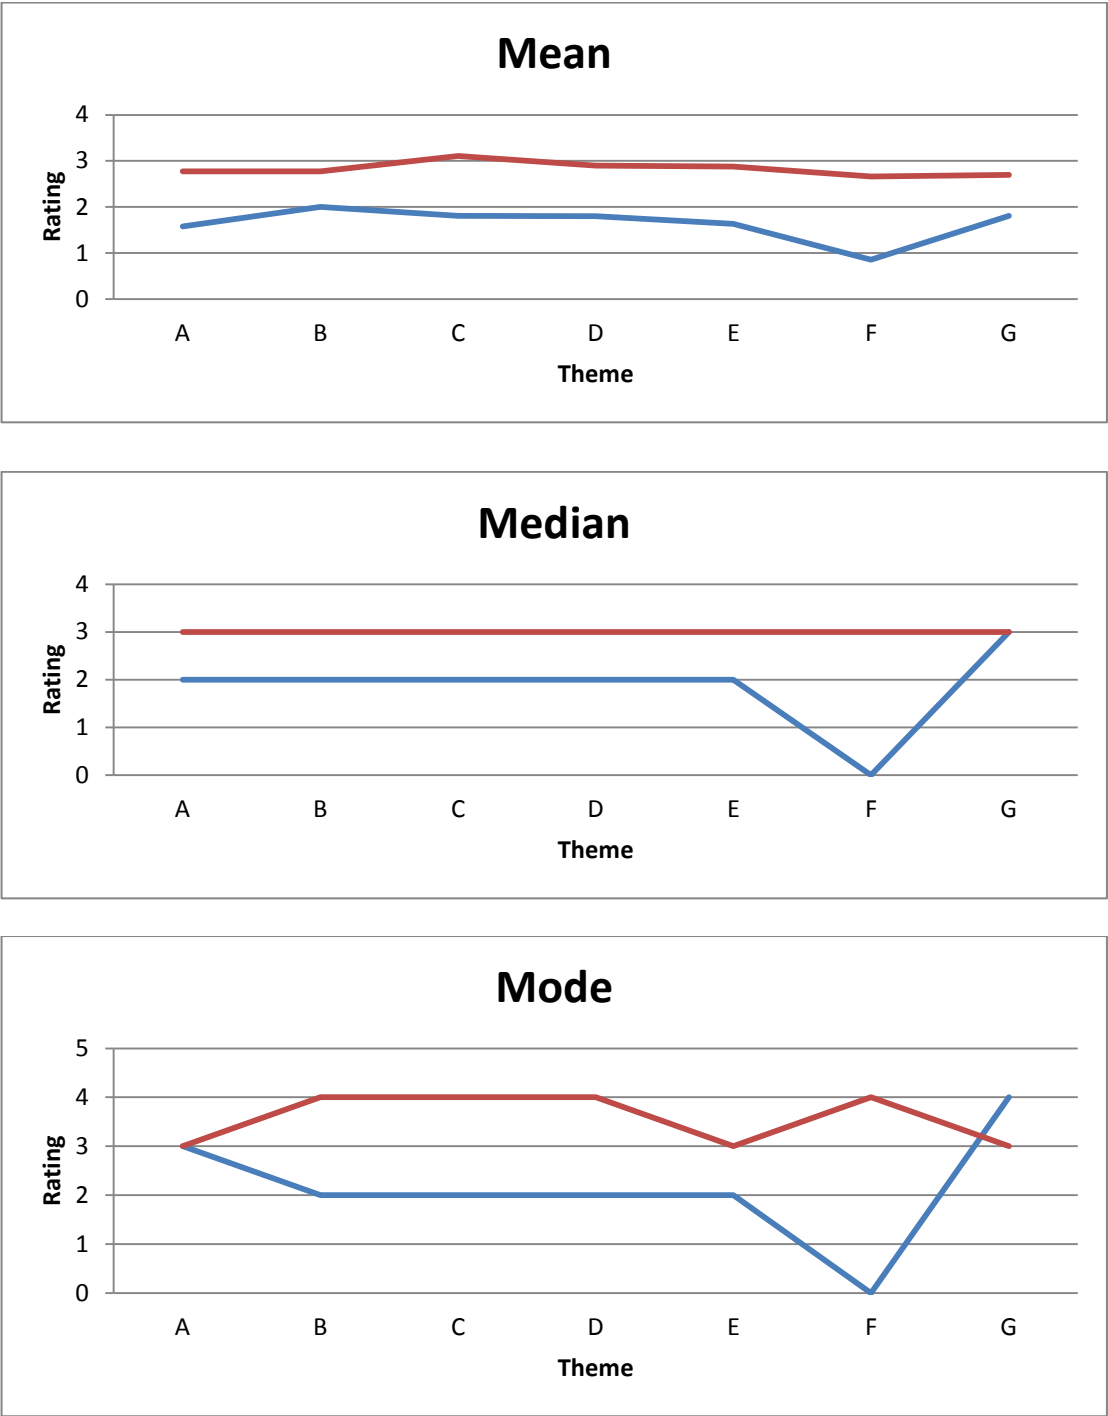 Mean
4
3
2
1
0
Rating
A B C D E F G
Theme
Median
4
3
2
1
0
Rating
A B C D E F G
Theme
Mode
5
4
3
2
1
0
Rating
A B C D E F G
Theme